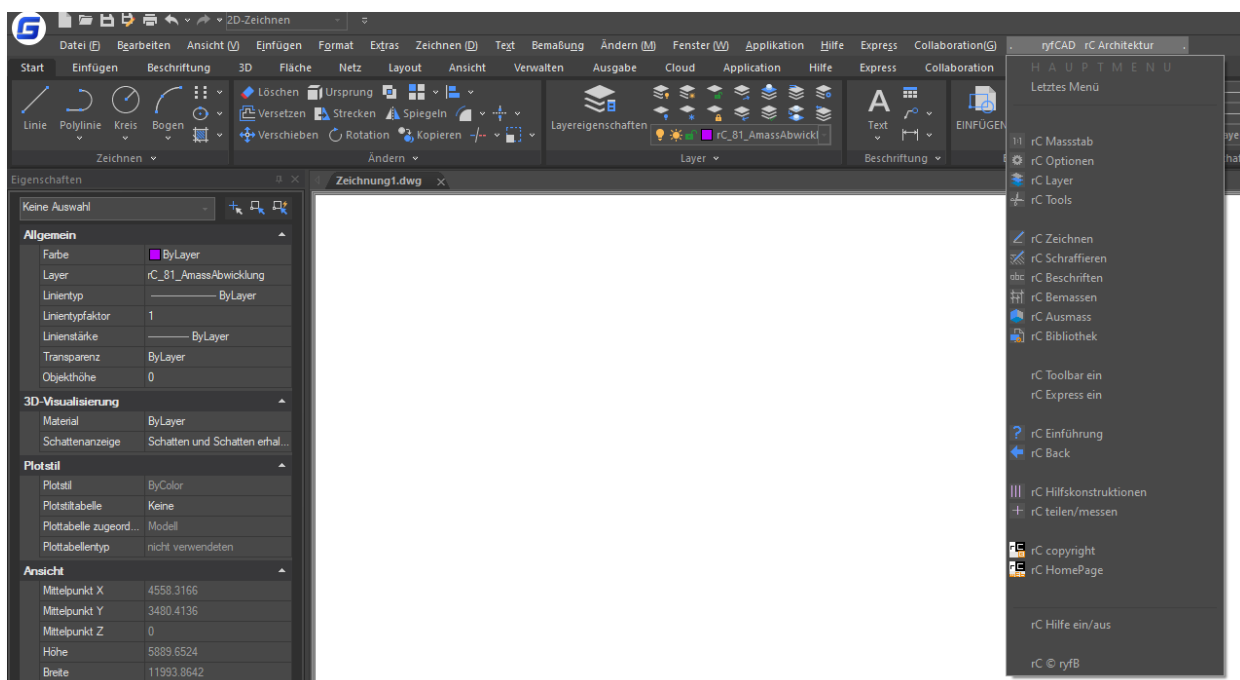 2D-Zeichnen
Datei (F) Bearbeiten Ansicht (V) Einfügen Format Extras Zeichnen (D) Text Bemaßung Ändern (M) Fenster (W) Applikation Hilfe Express Collaboration(G) . ryfCAD rC Architektur .
Start Einfügen Beschriftung 3D Fläche Netz Layout Ansicht Verwalten Ausgabe Cloud Application Hilfe Express Collaboration
Linie Polylinie Kreis Bogen
Löschen Ursprung
Versetzen Strecken Spiegeln
Verschieben Rotation Kopieren
Layereigenschaften
rC_81_AmassAbwickl
Text
EINFÜGEN
Zeichnen Ändern Layer Beschriftung
Eigenschaften
Zeichnung1.dwg
Keine Auswahl
Allgemein
Farbe ByLayer
Layer rC_81_AmassAbwicklung
Linientyp ByLayer
Linientypfaktor 1
Linienstärke ByLayer
Transparenz ByLayer
Objekthöhe 0
3D-Visualisierung
Material ByLayer
Schattenanzeige Schatten und Schatten erhal...
Plotstil
Plotstil ByColor
Plotstiltabelle Keine
Plottabelle zugeord... Modell
Plottabellentyp nicht verwendeten
Ansicht
Mittelpunkt X 4558.3166
Mittelpunkt Y 3480.4136
Mittelpunkt Z 0
Höhe 5889.6524
Breite 11993.8642
H A U P T M E N U
Letztes Menü
1:1 rC Massstab
rC Optionen
rC Layer
rC Tools
rC Zeichnen
rC Schraffieren
abc rC Beschriften
rC Bemassen
rC Ausmass
rC Bibliothek
rC Toolbar ein
rC Express ein
? rC Einführung
rC Back
rC Hilfskonstruktionen
rC teilen/messen
rC copyright
rC HomePage
rC Hilfe ein/aus
rC © ryfB